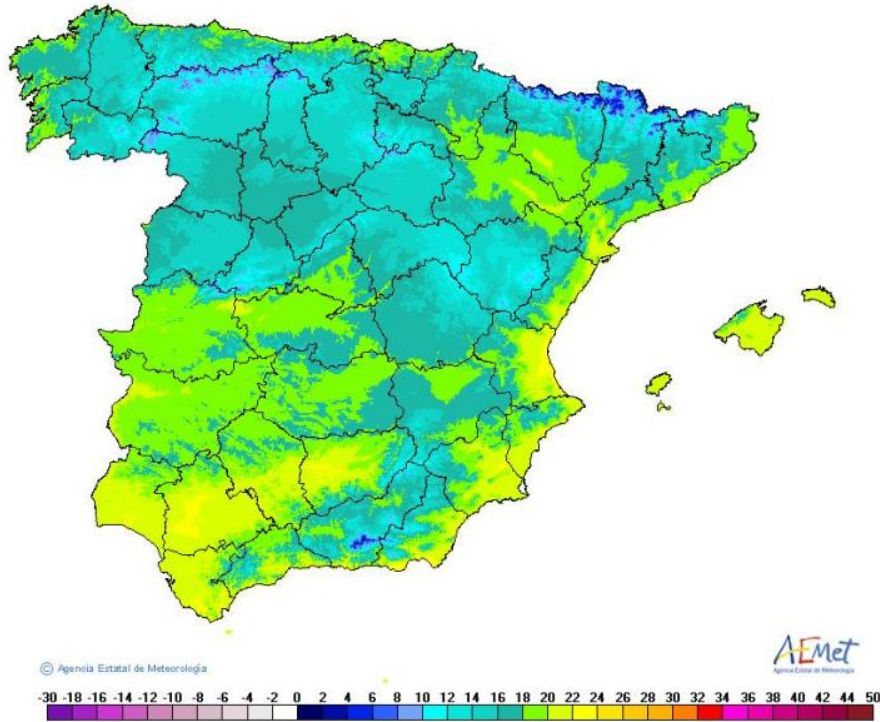 © Agencia Estatal de Meteorología
AEMet
Agencia Estatal de Meteorología
-30 -18 -16 -14 -12 -10 -8 -6 -4 -2 0 2 4 6 8 10 12 14 16 18 20 22 24 26 28 30 32 34 36 38 40 42 44 50